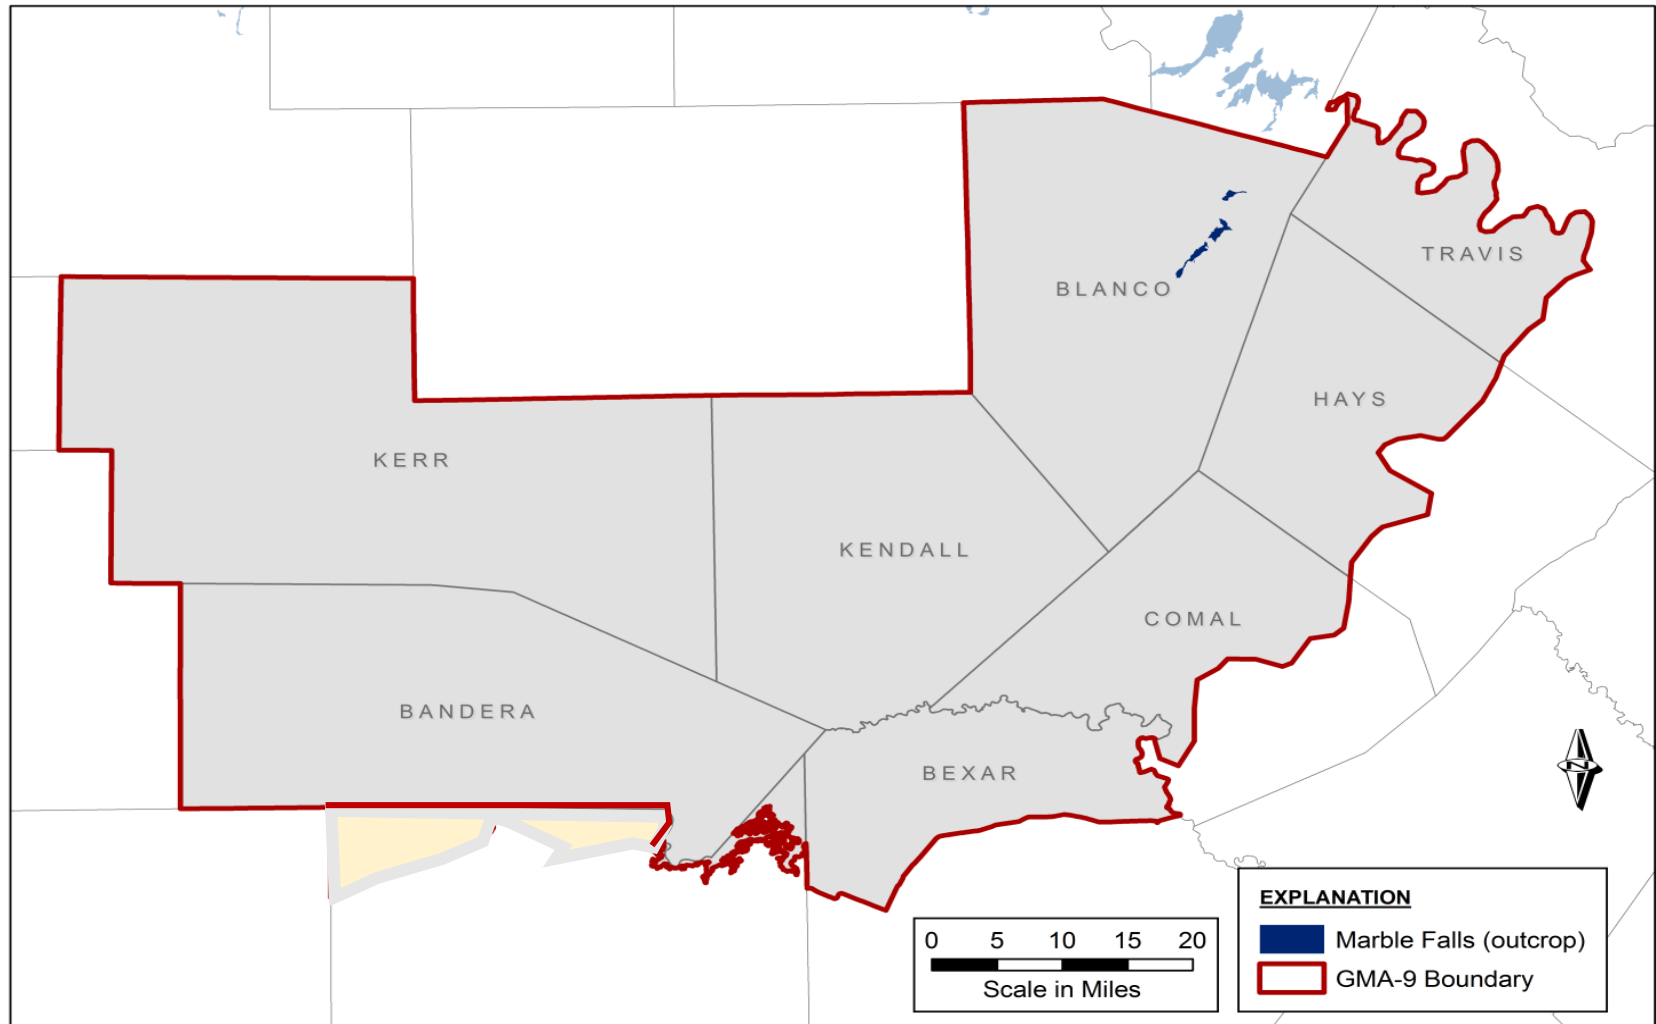 TRAVIS
BLANCO
HAYS
KERR
KENDALL
COMAL
BANDERA
BEXAR
N
EXPLANATION
Marble Falls (outcrop)
GMA-9 Boundary
0 5 10 15 20
Scale in Miles